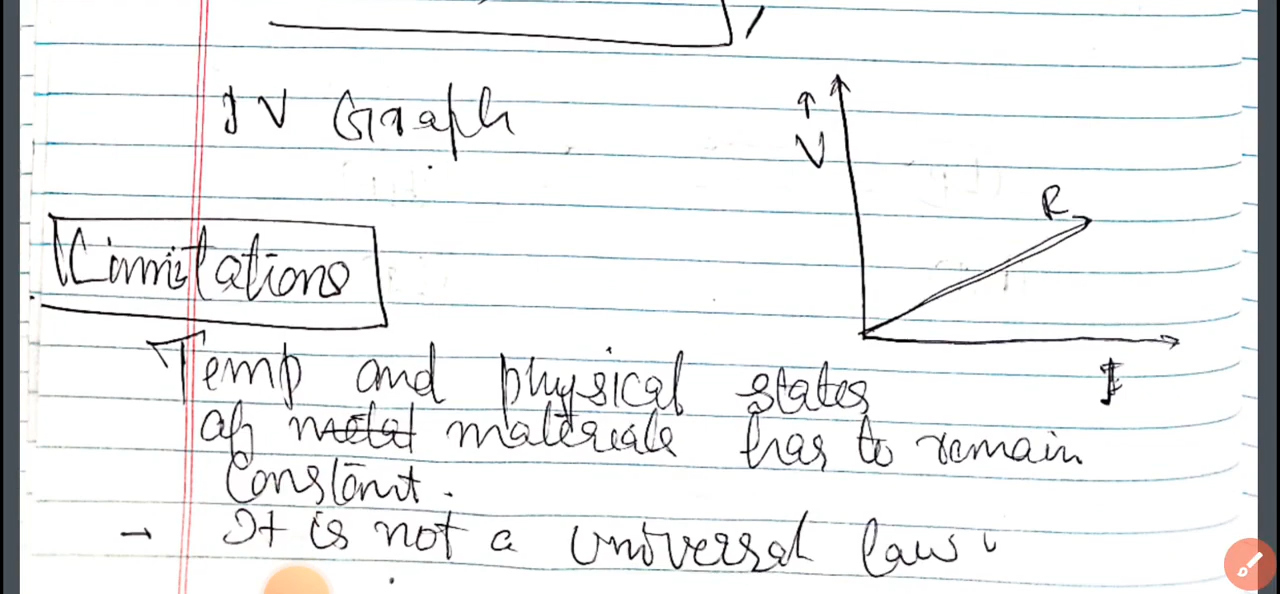 IV Graph
↑
V
R
Limitations
I
Temp and physical states
of metal materials has to remain
Constant.
→ It is not a universal law.